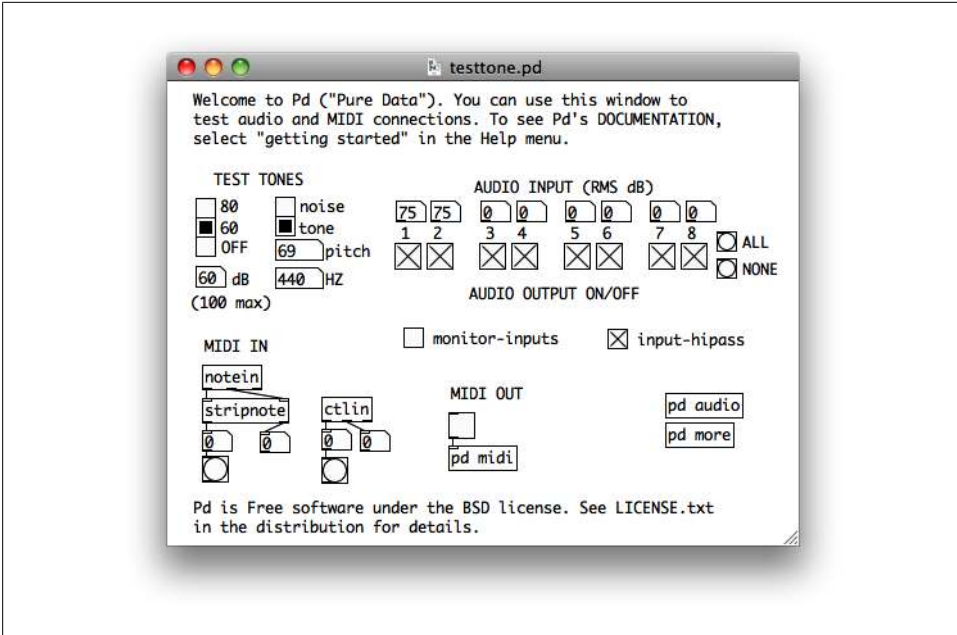 testtone.pd
Welcome to Pd ("Pure Data"). You can use this window to
test audio and MIDI connections. To see Pd's DOCUMENTATION,
select "getting started" in the Help menu.
TEST TONES
80
60
OFF
60 dB
(100 max)
noise
tone
69 pitch
440 HZ
AUDIO INPUT (RMS dB)
75 75 0 0 0 0 0 0
1 2 3 4 5 6 7 8
ALL
NONE
AUDIO OUTPUT ON/OFF
monitor-inputs
input-hipass
MIDI IN
notein
stripnote
0 0
ctlin
0 0
MIDI OUT
pd midi
pd audio
pd more
Pd is Free software under the BSD license. See LICENSE.txt
in the distribution for details.